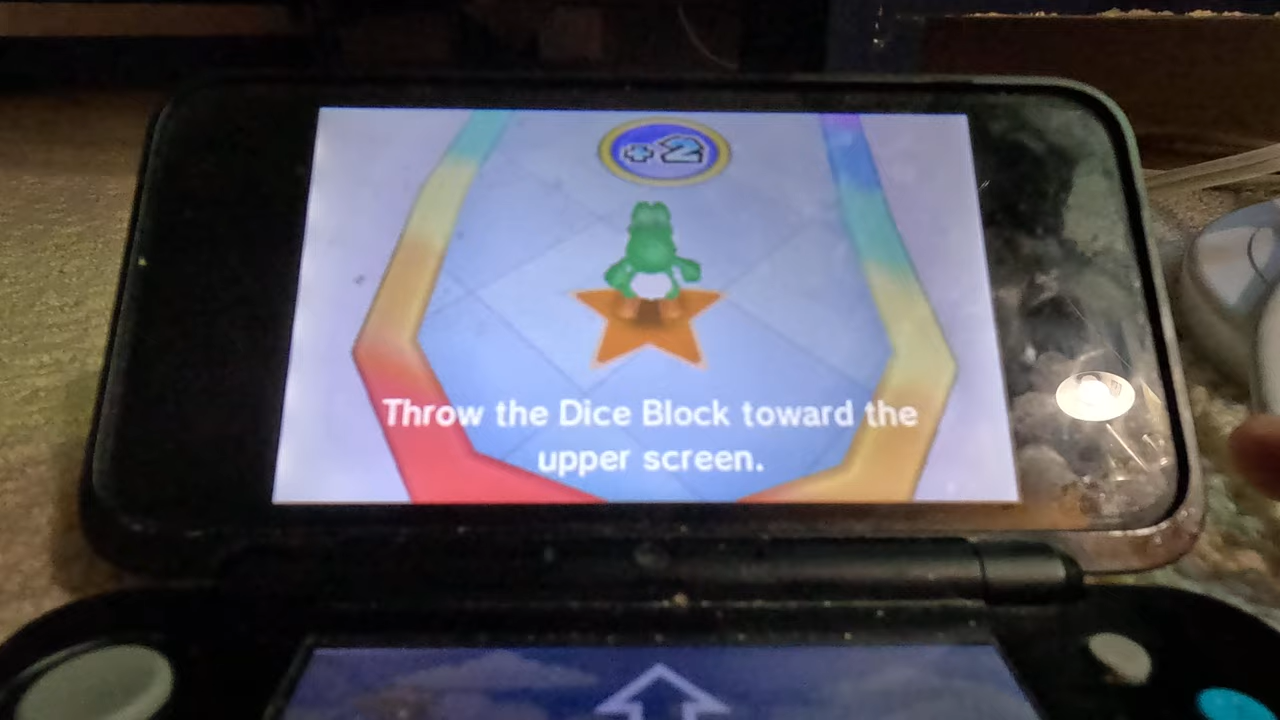 +2
Throw the Dice Block toward the
upper screen.